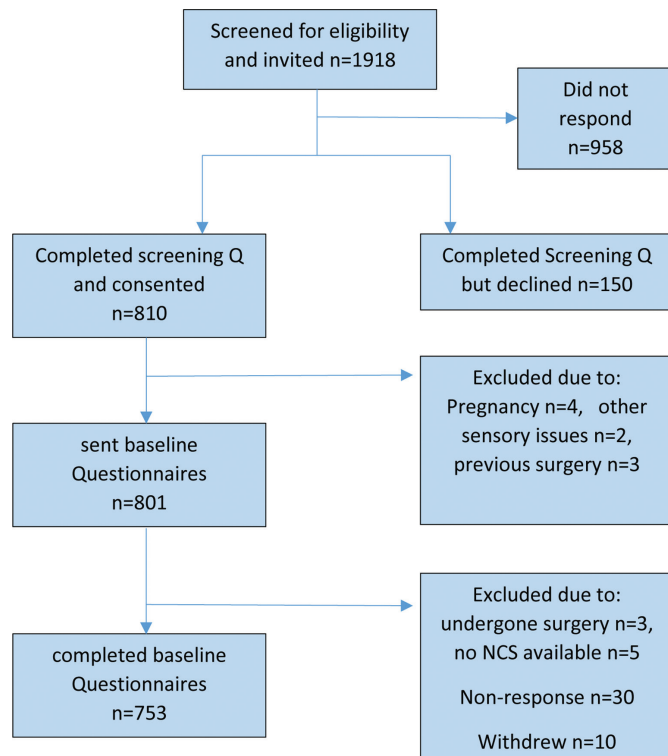 Screened for eligibility
and invited n=1918
Did not
respond
n=958
Completed screening Q
and consented
n=810
Completed Screening Q
but declined n=150
Excluded due to:
Pregnancy n=4, other
sensory issues n=2,
previous surgery n=3
sent baseline
Questionnaires
n=801
Excluded due to:
undergone surgery n=3,
no NCS available n=5
Non-response n=30
Withdrew n=10
completed baseline
Questionnaires
n=753